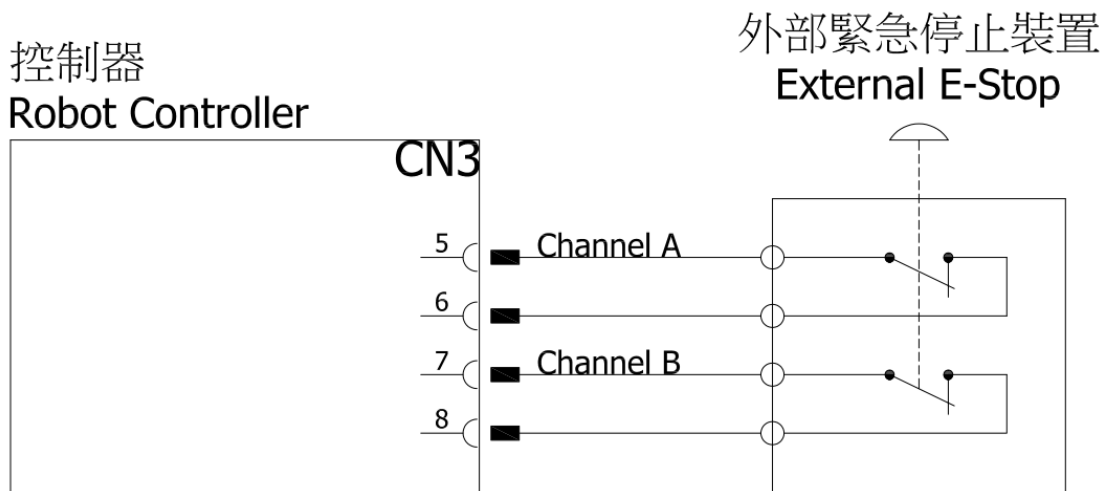 外部緊急停止裝置
External E-Stop
控制器
Robot Controller
CN3
5 Channel A
6
7 Channel B
8